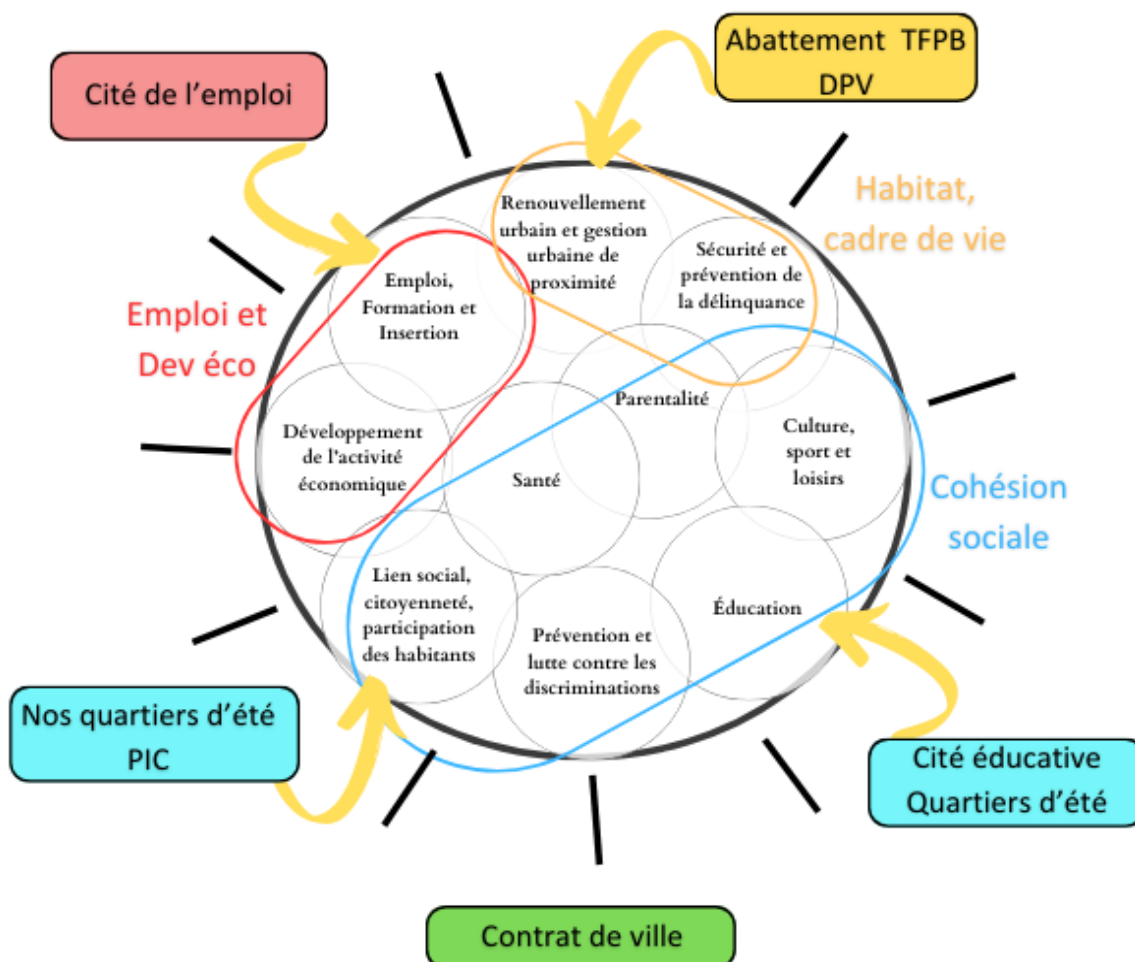 Abattement TFPB
DPV
Cité de l'emploi
Habitat,
cadre de vie
Renouvellement
urbain et gestion
urbaine de
proximité
Sécurité et
prévention de
la délinquance
Emploi,
Formation et
Insertion
Emploi et
Dev éco
Parentalité
Culture,
sport et
loisirs
Développement
de l'activité
économique
Santé
Cohésion
sociale
Lien social,
citoyenneté,
participation
des habitants
Éducation
Prévention et
lutte contre les
discriminations
Nos quartiers d'été
PIC
Cité éducative
Quartiers d'été
Contrat de ville